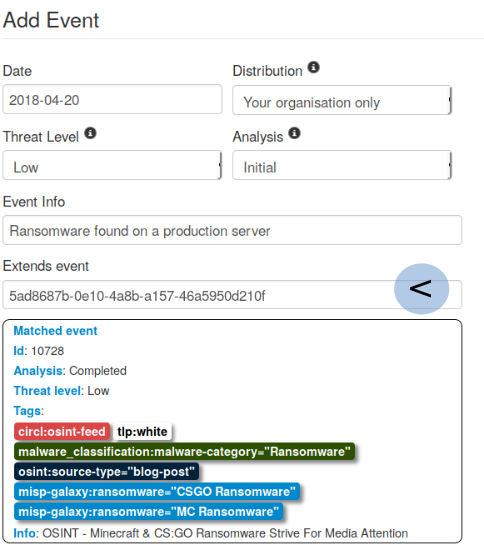 Add Event
Date
Distribution
2018-04-20
Your organisation only
Threat Level
Analysis
Low
Initial
Event Info
Ransomware found on a production server
Extends event
5ad8687b-0e10-4a8b-a157-46a5950d210f
<
Matched event
Id: 10728
Analysis: Completed
Threat level: Low
Tags:
circl:osint-feed tlp:white
malware_classification:malware-category="Ransomware"
osint:source-type="blog-post"
misp-galaxy:ransomware="CSGO Ransomware"
misp-galaxy:ransomware="MC Ransomware"
Info: OSINT - Minecraft & CS:GO Ransomware Strive For Media Attention